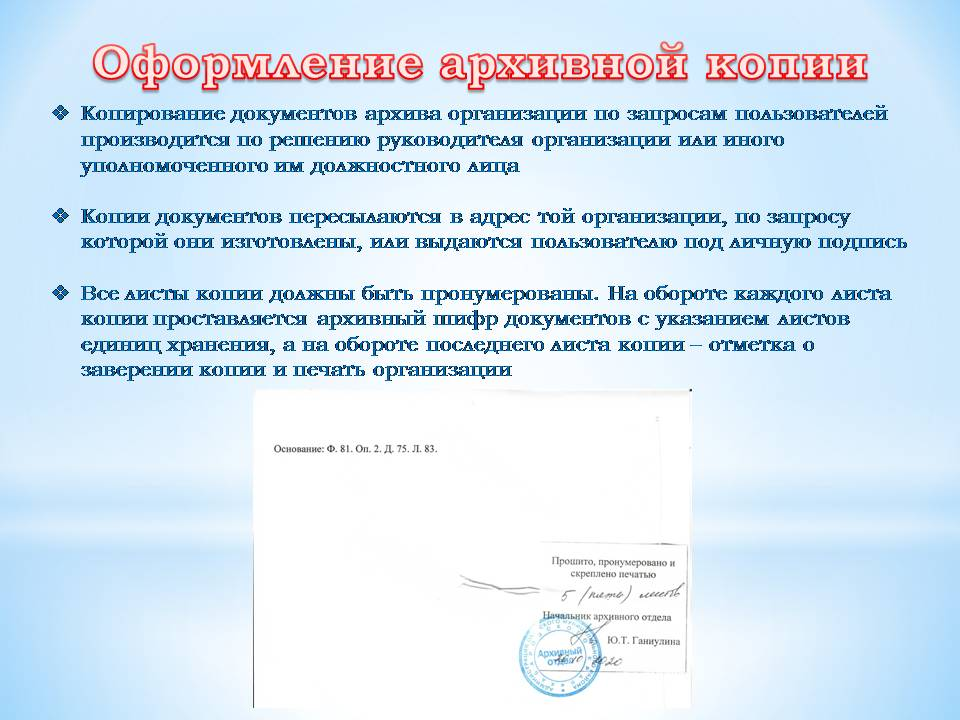 Оформление архивной копии
❖ Копирование документов архива организации по запросам пользователей
производится по решению руководителя организации или иного
уполномоченного им должностного лица
❖ Копии документов пересылаются в адрес той организации, по запросу
которой они изготовлены, или выдаются пользователю под личную подпись
❖ Все листы копии должны быть пронумерованы. На обороте каждого листа
копии проставляется архивный шифр документов с указанием листов
единиц хранения, а на обороте последнего листа копии – отметка о
заверении копии и печать организации
Основание: Ф. 81. Оп. 2. Д. 75. Л. 83.
Прошито, пронумеровано и
скреплено печатью
5 (пять) листов
Начальник архивного отдела
Ю.Т. Ганиулина
Архивный
отдел
2020